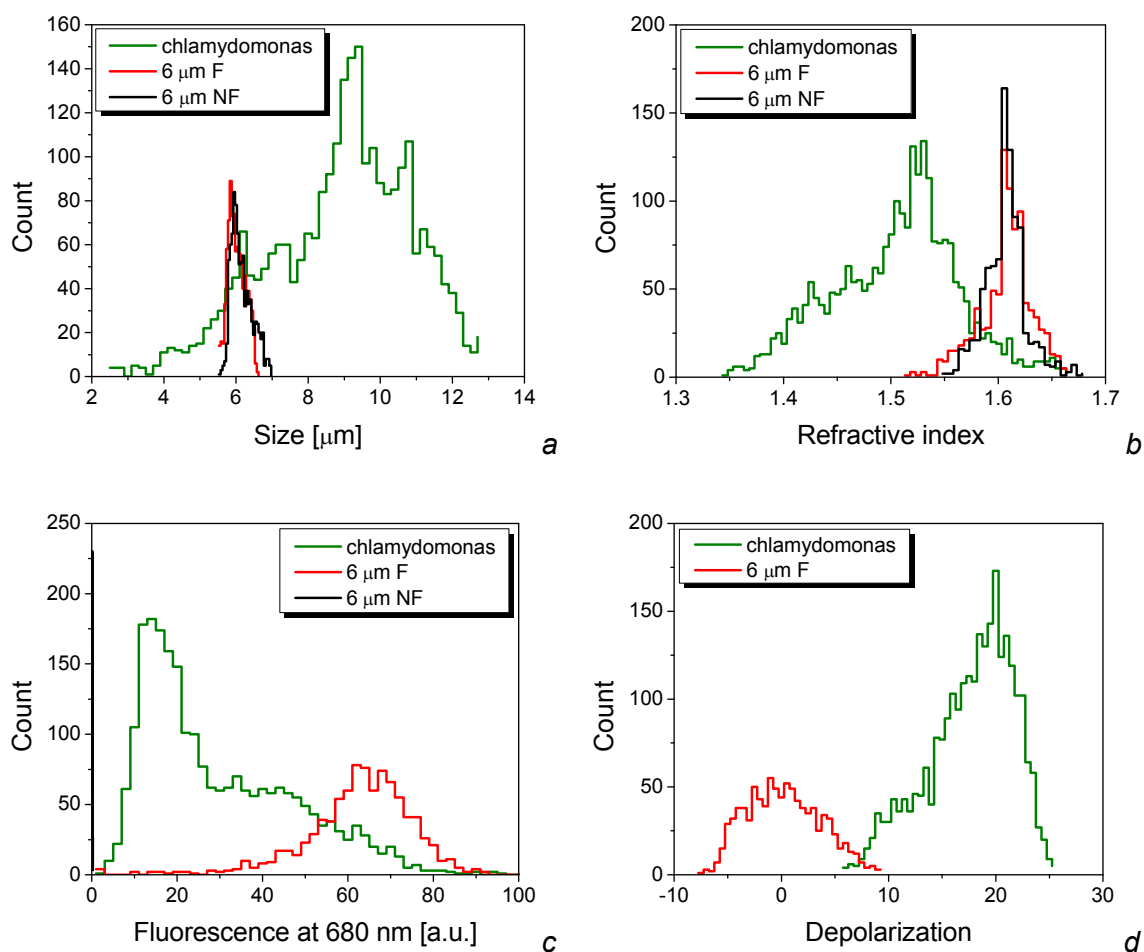 160
140
120
100
80
60
40
20
0
Count
chlamydomonas
6 μm F
6 μm NF
2 4 6 8 10 12 14
Size [μm]
a
200
150
100
50
0
Count
chlamydomonas
6 μm F
6 μm NF
1.3 1.4 1.5 1.6 1.7
Refractive index
b
250
200
150
100
50
0
Count
chlamydomonas
6 μm F
6 μm NF
0 20 40 60 80 100
Fluorescence at 680 nm [a.u.]
c
200
150
100
50
0
Count
chlamydomonas
6 μm F
-10 0 10 20 30
Depolarization
d